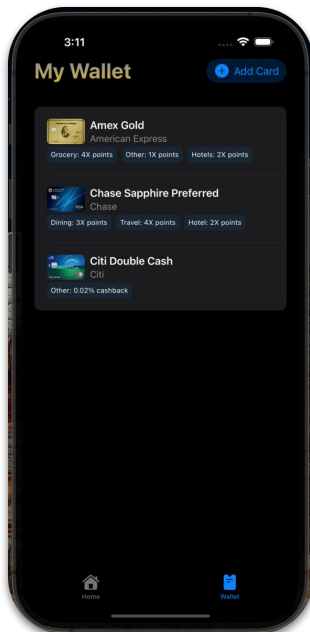 3:11
My Wallet
Add Card
Amex Gold
American Express
Grocery: 4X points Other: 1X points Hotels: 2X points
Chase Sapphire Preferred
Chase
Dining: 3X points Travel: 4X points Hotel: 2X points
Citi Double Cash
Citi
Other: 0.02% cashback
Home Wallet